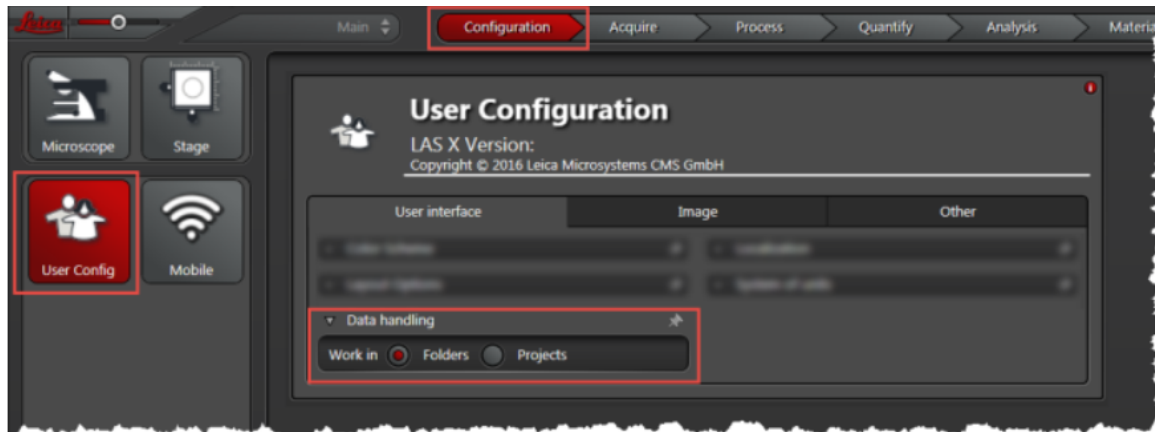 Leica
Main
Configuration
Acquire
Process
Quantify
Analysis
Materia
Microscope
Stage
User Config
Mobile
User Configuration
LAS X Version:
Copyright © 2016 Leica Microsystems CMS GmbH
User interface
Image
Other
Data handling
Work in Folders Projects